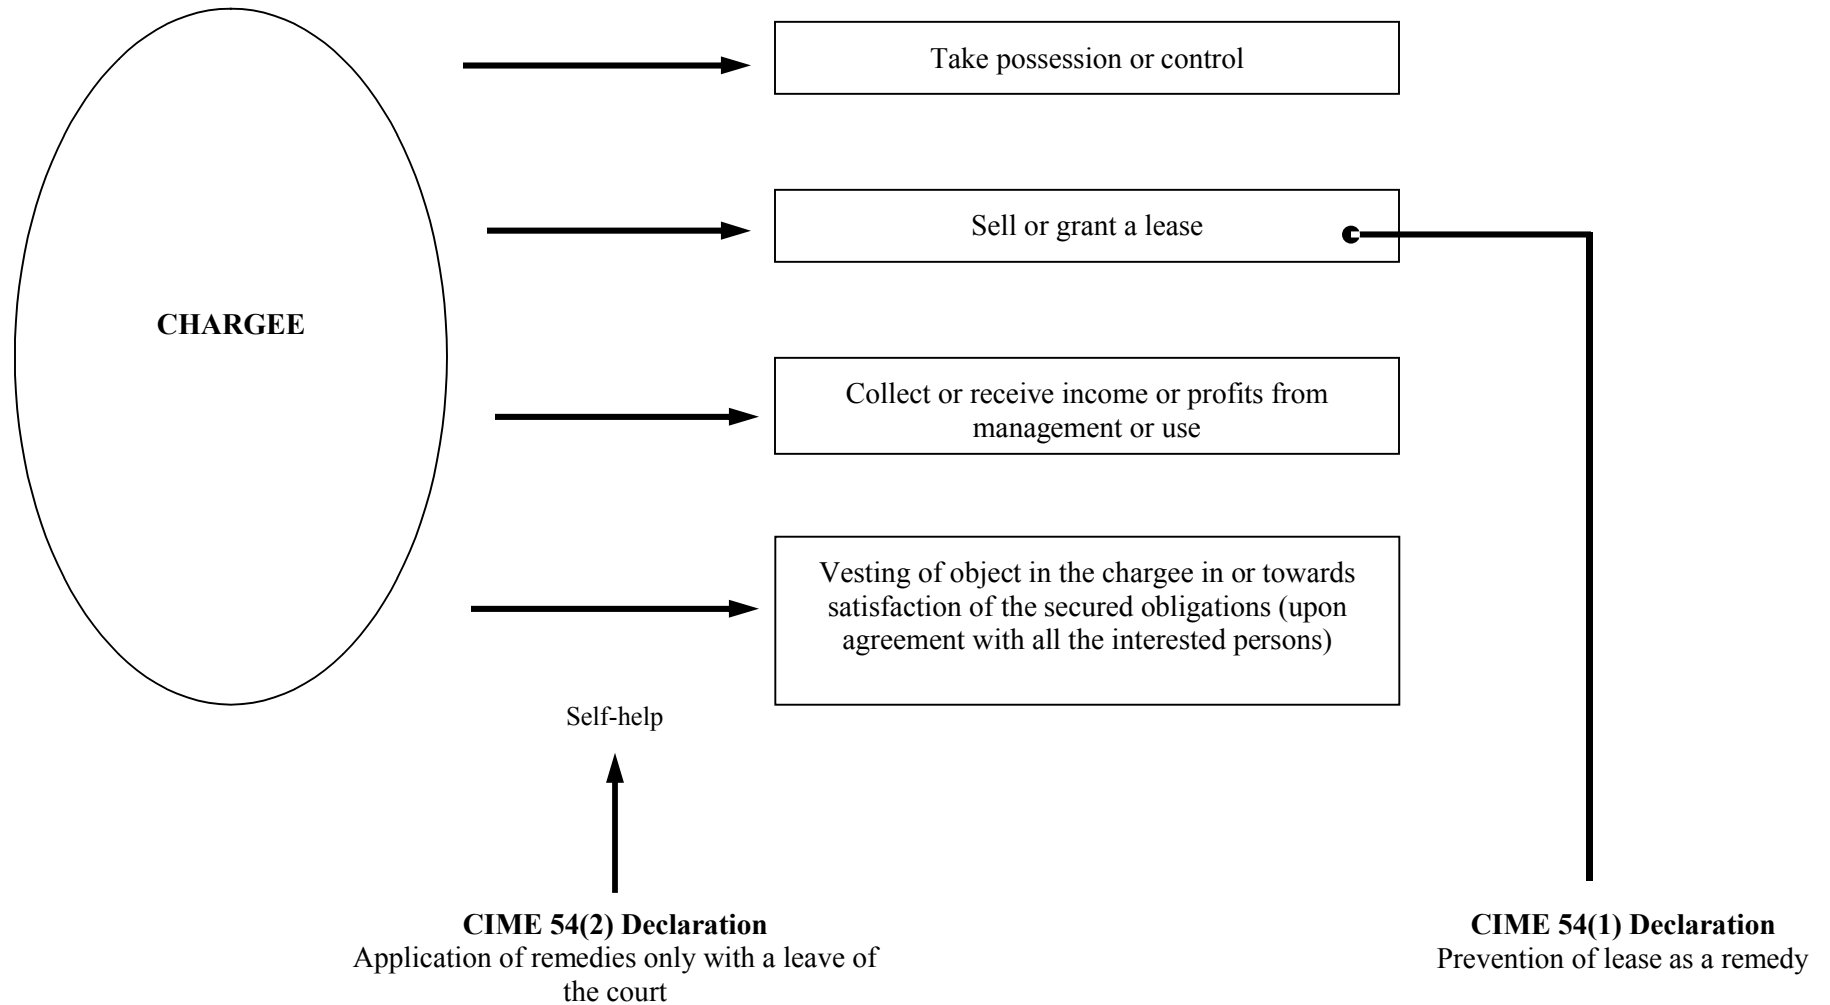 Take possession or control
Sell or grant a lease
CHARGEE
Collect or receive income or profits from
management or use
Vesting of object in the chargee in or towards
satisfaction of the secured obligations (upon
agreement with all the interested persons)
Self-help
CIME 54(2) Declaration
Application of remedies only with a leave of
the court
CIME 54(1) Declaration
Prevention of lease as a remedy